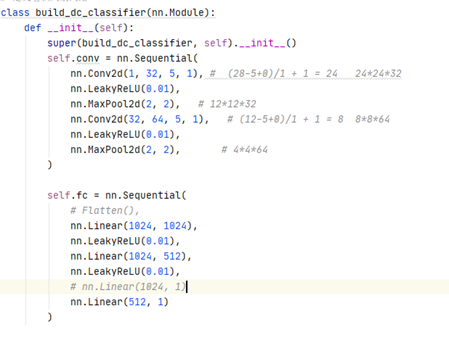 class build_dc_classifier(nn.Module):
    def __init__(self):
        super(build_dc_classifier, self).__init__()
        self.conv = nn.Sequential(
            nn.Conv2d(1, 32, 5, 1), # (28-5+0)/1 + 1 = 24   24*24*32
            nn.LeakyReLU(0.01),
            nn.MaxPool2d(2, 2),   # 12*12*32
            nn.Conv2d(32, 64, 5, 1),   # (12-5+0)/1 + 1 = 8  8*8*64
            nn.LeakyReLU(0.01),
            nn.MaxPool2d(2, 2),       # 4*4*64
        )
        self.fc = nn.Sequential(
            # Flatten(),
            nn.Linear(1024, 1024),
            nn.LeakyReLU(0.01),
            nn.Linear(1024, 512),
            nn.LeakyReLU(0.01),
            # nn.Linear(1024, 1)
            nn.Linear(512, 1)
        )